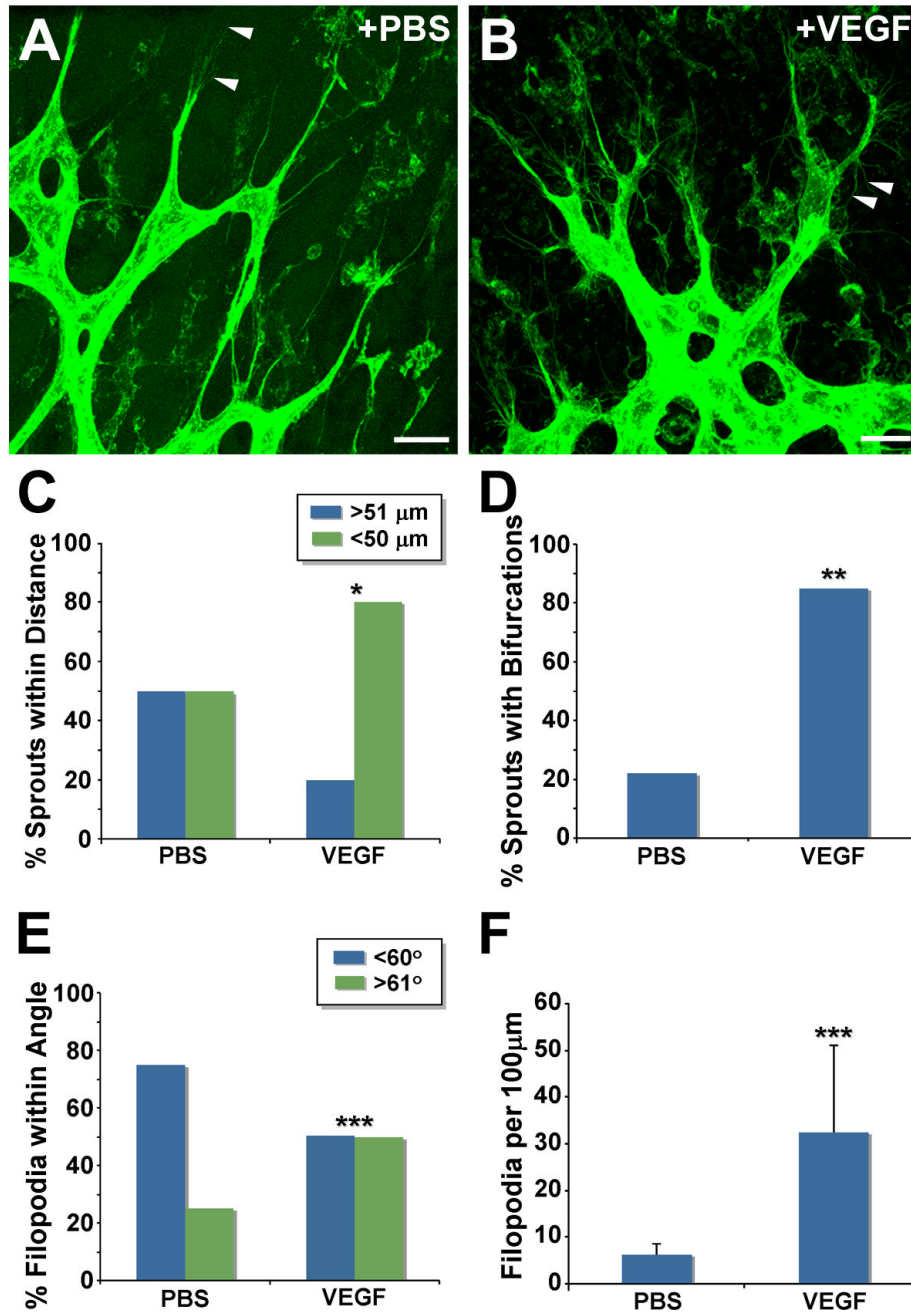 A
+PBS
B
+VEGF
C
>51 μm
<50 μm
% Sprouts within Distance
100
80
60
40
20
0
*
PBS
VEGF
D
% Sprouts with Bifurcations
100
80
60
40
20
0
**
PBS
VEGF
E
<60°
>61°
% Filopodia within Angle
100
80
60
40
20
0
***
PBS
VEGF
F
Filopodia per 100μm
60
50
40
30
20
10
0
***
PBS
VEGF